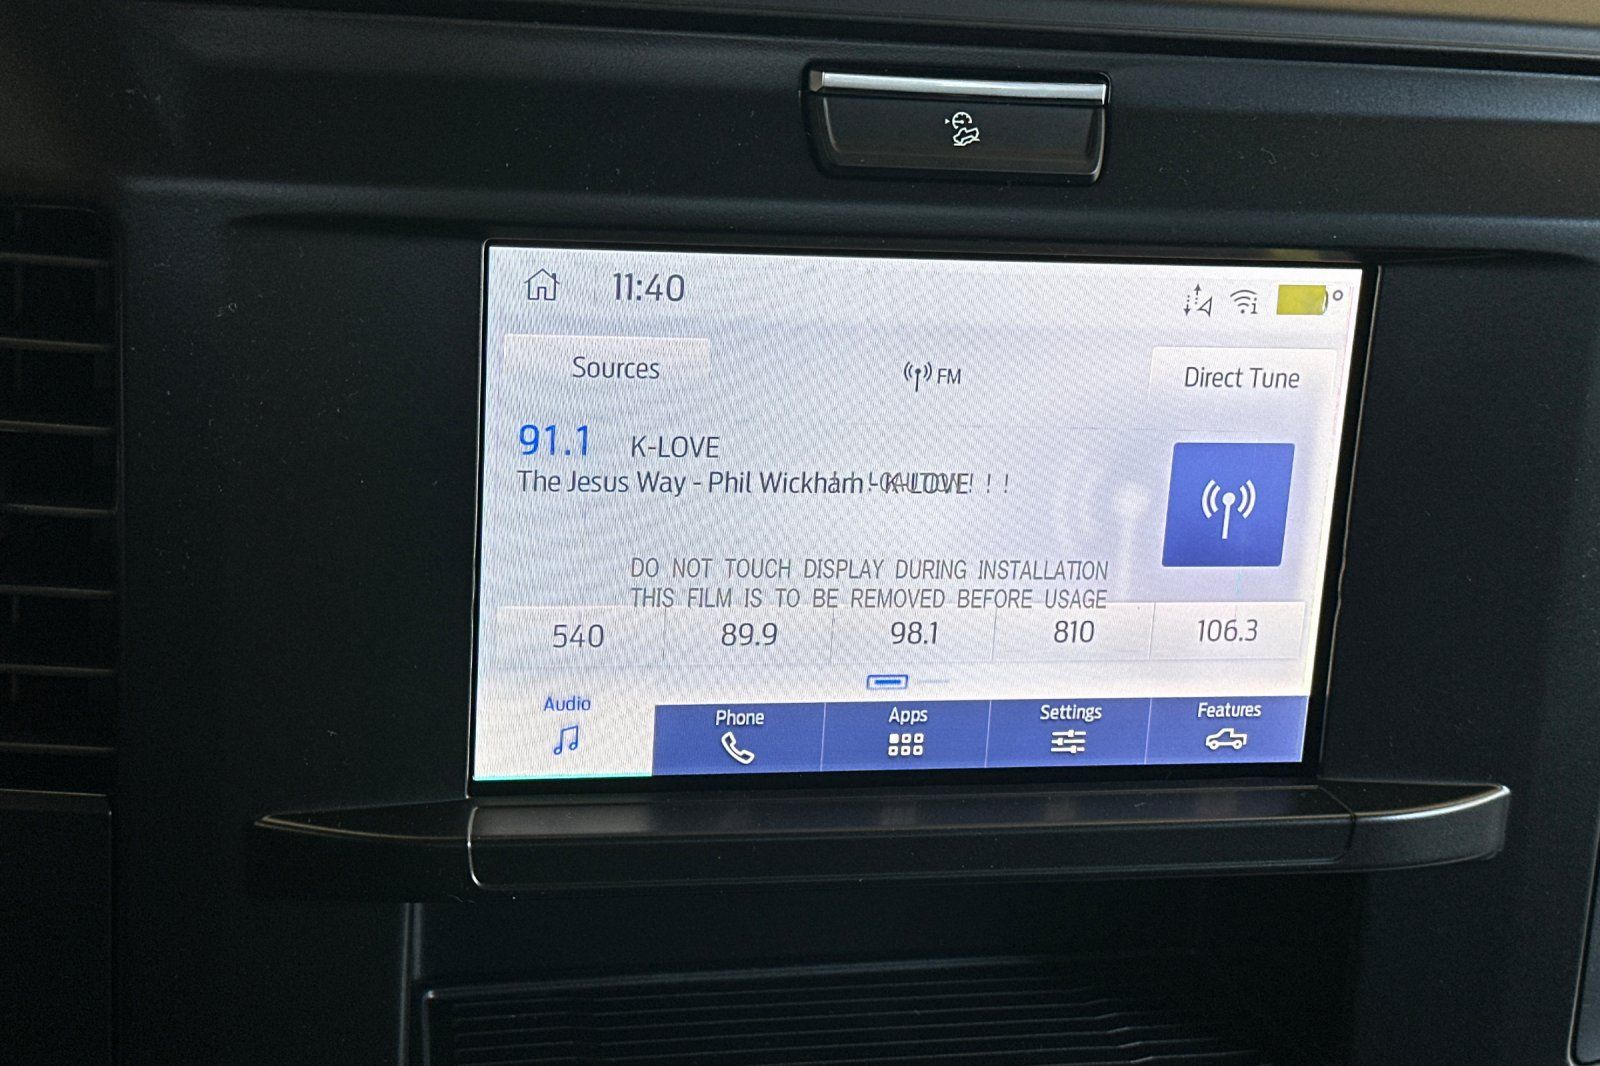 11:40
Sources
FM
Direct Tune
91.1 K-LOVE
The Jesus Way - Phil Wickham - K-LOVE
! ! ! CAUTION! ! !
DO NOT TOUCH DISPLAY DURING INSTALLATION
THIS FILM IS TO BE REMOVED BEFORE USAGE
540 89.9 98.1 810 106.3
Audio Phone Apps Settings Features